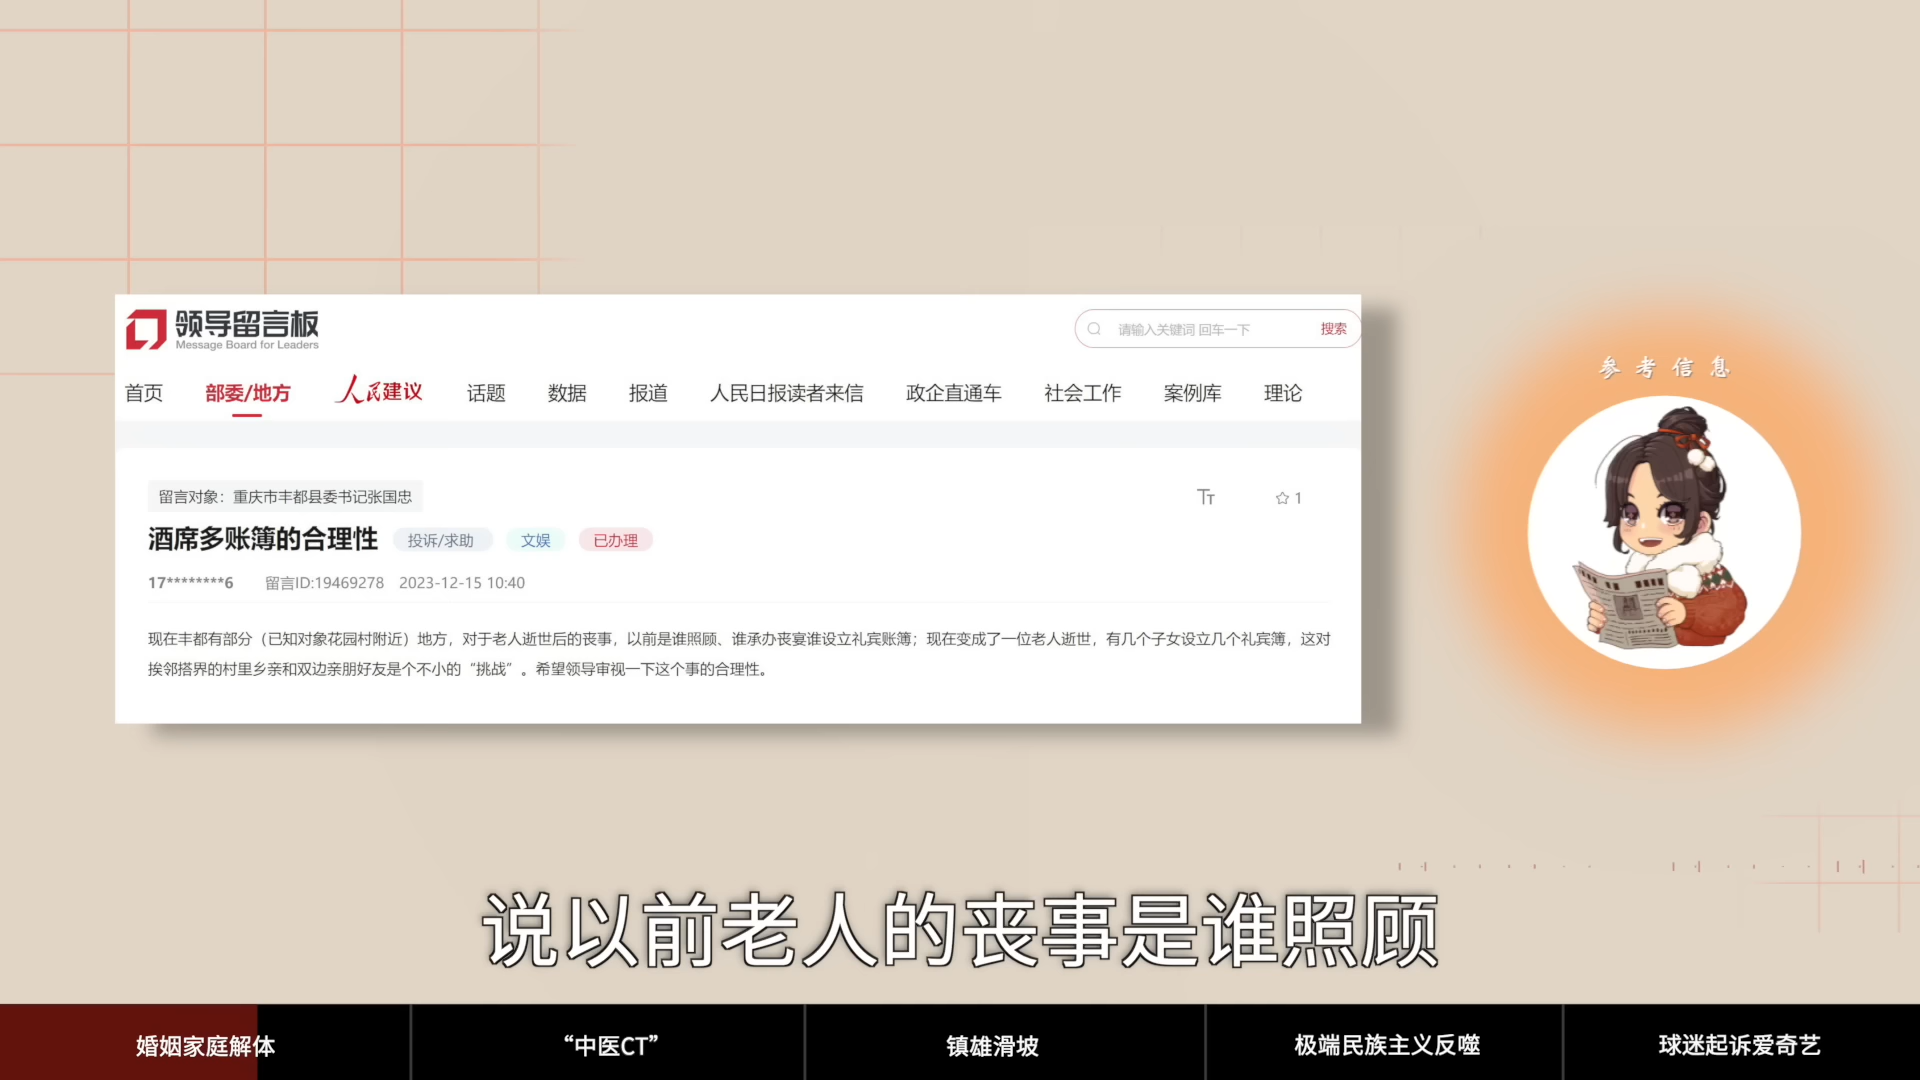 领导留言板
Message Board for Leaders
请输入关键词 回车一下
搜索
首页 部委/地方 人民建议 话题 数据 报道 人民日报读者来信 政企直通车 社会工作 案例库 理论
留言对象：重庆市丰都县委书记张国忠
1
酒席多账簿的合理性 投诉/求助 文娱 已办理
17********6 留言ID:19469278 2023-12-15 10:40
现在丰都有部分（已知对象花园村附近）地方，对于老人逝世后的丧事，以前是谁照顾、谁承办丧宴谁设立礼宾账簿；现在变成了一位老人逝世，有几个子女设立几个礼宾簿，这对
挨邻搭界的村里乡亲和双边亲朋好友是个不小的“挑战”。希望领导审视一下这个事的合理性。
参考信息
说以前老人的丧事是谁照顾
婚姻家庭解体 “中医CT” 镇雄滑坡 极端民族主义反噬 球迷起诉爱奇艺